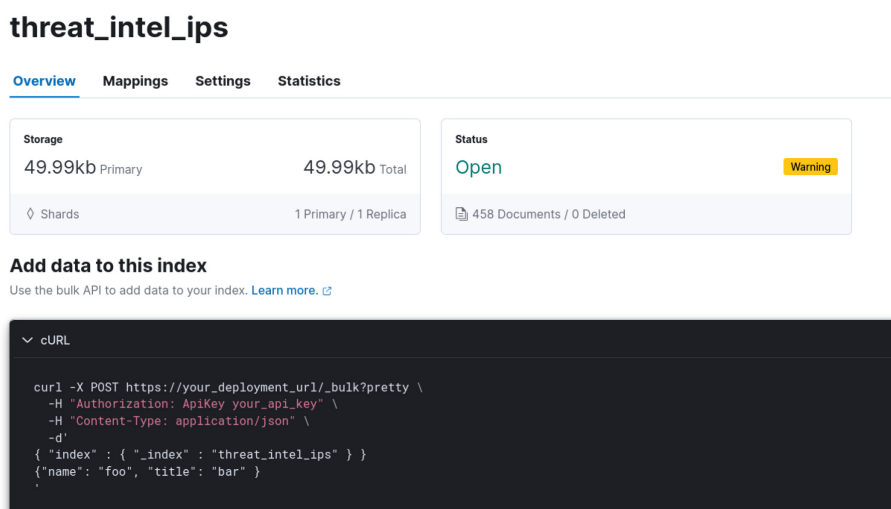 threat_intel_ips
Overview Mappings Settings Statistics
Storage
49.99kb Primary 49.99kb Total
Shards 1 Primary / 1 Replica
Status
Open Warning
458 Documents / 0 Deleted
Add data to this index
Use the bulk API to add data to your index. Learn more.
cURL
curl -X POST https://your_deployment_url/_bulk?pretty \
-H "Authorization: ApiKey your_api_key" \
-H "Content-Type: application/json" \
-d'
{ "index" : { "_index" : "threat_intel_ips" } }
{"name": "foo", "title": "bar" }
'